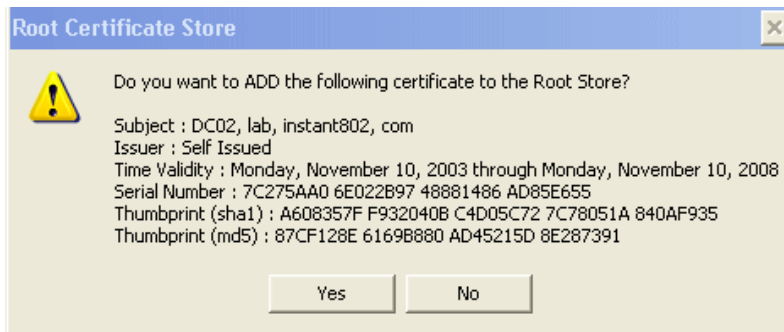 Root Certificate Store
Do you want to ADD the following certificate to the Root Store?
Subject : DC02, lab, instant802, com
Issuer : Self Issued
Time Validity : Monday, November 10, 2003 through Monday, November 10, 2008
Serial Number : 7C275AA0 6E022B97 48881486 AD85E655
Thumbprint (sha1) : A608357F F932040B C4D05C72 7C78051A 840AF935
Thumbprint (md5) : 87CF128E 6169B880 AD45215D 8E287391
Yes No